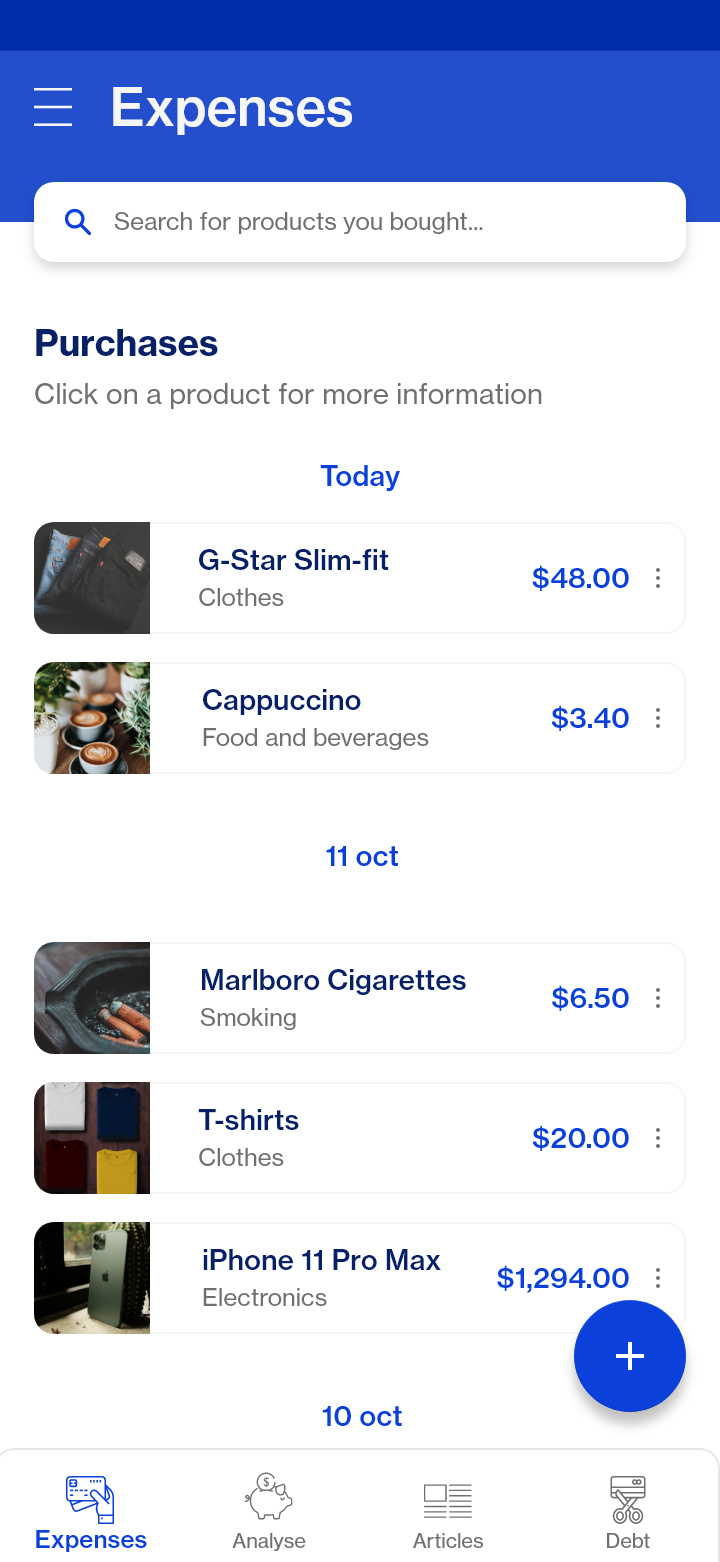 Expenses
Search for products you bought...
Purchases
Click on a product for more information
Today
G-Star Slim-fit
Clothes
$48.00
Cappuccino
Food and beverages
$3.40
11 oct
Marlboro Cigarettes
Smoking
$6.50
T-shirts
Clothes
$20.00
iPhone 11 Pro Max
Electronics
$1,294.00
10 oct
Expenses
Analyse
Articles
Debt